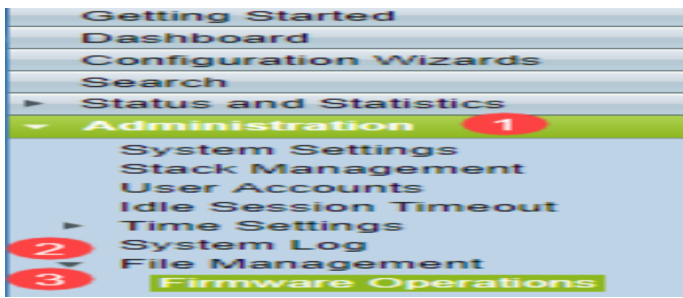 Getting Started
Dashboard
Configuration Wizards
Search
Status and Statistics
Administration 1
System Settings
Stack Management
User Accounts
Idle Session Timeout
Time Settings
2 System Log
File Management
3 Firmware Operations